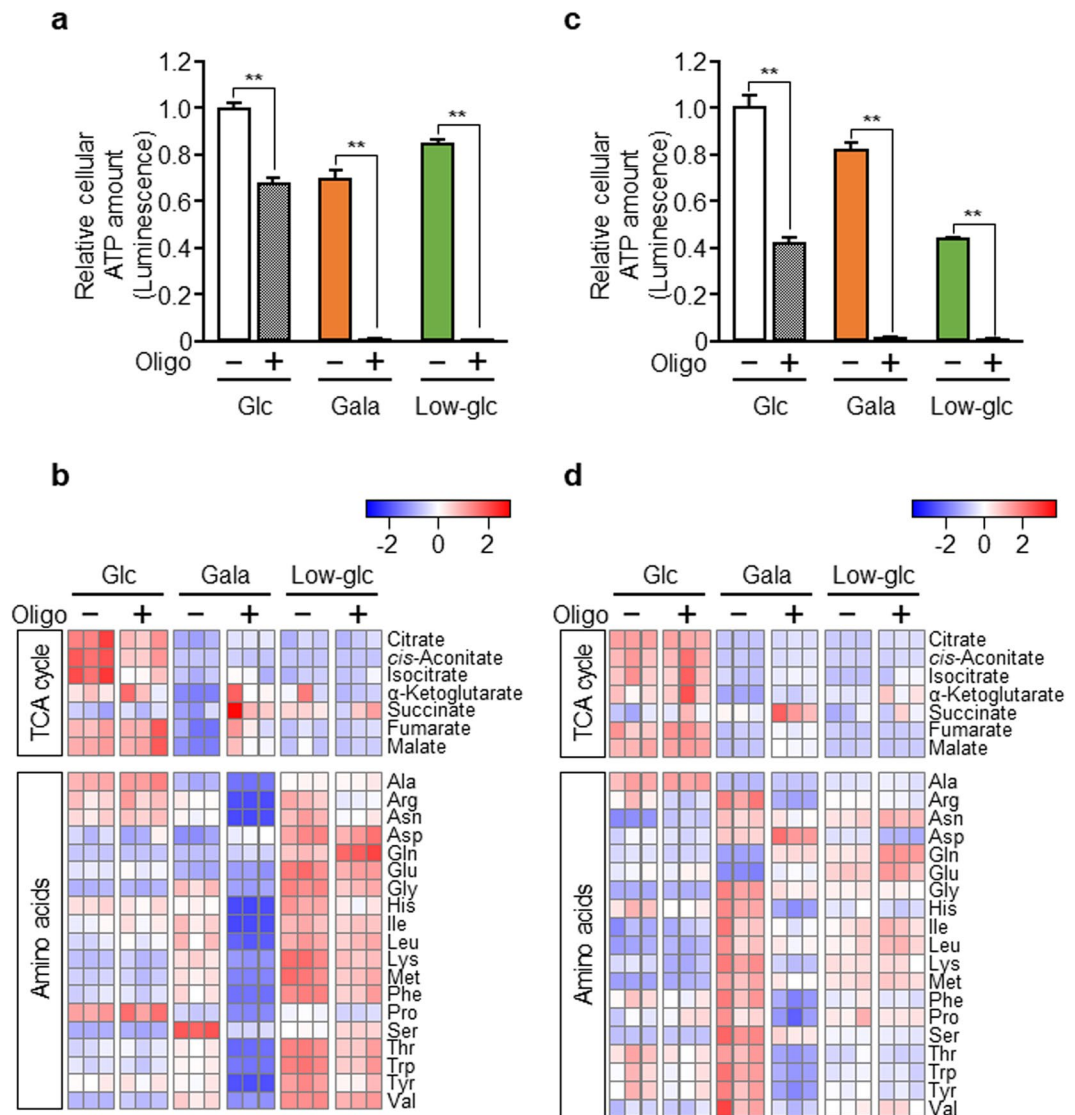 a
Relative cellular
ATP amount
(Luminescence)
1.2
1.0
0.8
0.6
0.4
0.2
0
**
**
**
Oligo − + − + − +
Glc Gala Low-glc
c
Relative cellular
ATP amount
(Luminescence)
1.2
1.0
0.8
0.6
0.4
0.2
0
**
**
**
Oligo − + − + − +
Glc Gala Low-glc
b
-2 0 2
Glc Gala Low-glc
Oligo − + − + − +
TCA cycle
Citrate
cis-Aconitate
Isocitrate
α-Ketoglutarate
Succinate
Fumarate
Malate
Amino acids
Ala
Arg
Asn
Asp
Gln
Glu
Gly
His
Ile
Leu
Lys
Met
Phe
Pro
Ser
Thr
Trp
Tyr
Val
d
-2 0 2
Glc Gala Low-glc
Oligo − + − + − +
TCA cycle
Citrate
cis-Aconitate
Isocitrate
α-Ketoglutarate
Succinate
Fumarate
Malate
Amino acids
Ala
Arg
Asn
Asp
Gln
Glu
Gly
His
Ile
Leu
Lys
Met
Phe
Pro
Ser
Thr
Trp
Tyr
Val